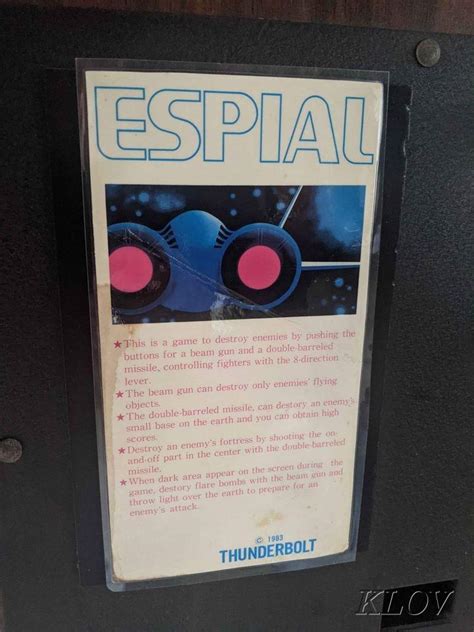 ESPIAL
★This is a game to destroy enemies by pushing the
buttons for a beam gun and a double-barreled
missile, controlling fighters with the 8-direction
lever.
★The beam gun can destroy only enemies' flying
objects.
★The double-barreled missile, can destory an enemy's
small base on the earth and you can obtain high
scores.
★Destroy an enemy's fortress by shooting the on-
and-off part in the center with the double-barreled
missile.
★When dark area appear on the screen during the
game, destory flare bombs with the beam gun and
throw light over the earth to prepare for an
enemy's attack.
© 1983
THUNDERBOLT
KLOV